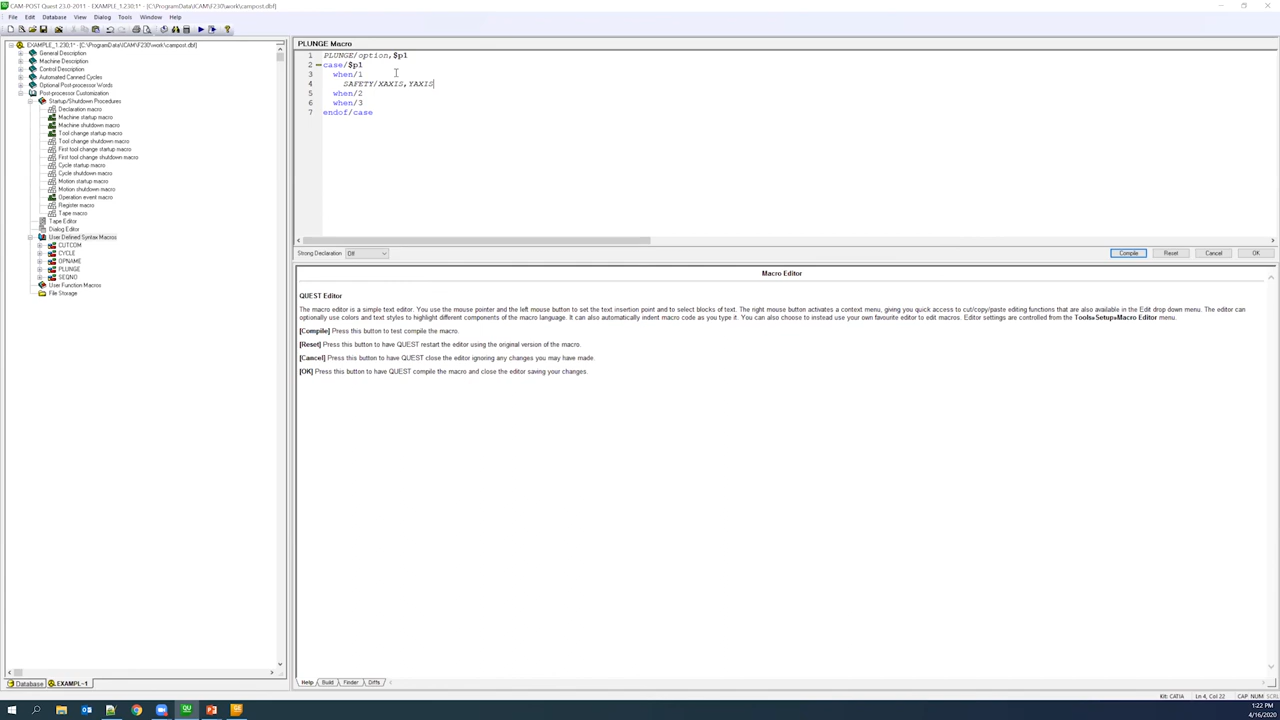 CAM-POST Quest 23.0-2011 - EXAMPLE_1.230;1* - [C:\ProgramData\ICAM\F230\work\campost.dbf]
File Edit Database View Dialog Tools Window Help
EXAMPLE_1.230;1* - [C:\ProgramData\ICAM\F230\work\campost.dbf]
General Description
Machine Description
Control Description
Automated Canned Cycles
Optional Post-processor Words
Post-processor Customization
Startup/Shutdown Procedures
Declaration macro
Machine startup macro
Machine shutdown macro
Tool change startup macro
Tool change shutdown macro
First tool change startup macro
First tool change shutdown macro
Cycle startup macro
Cycle shutdown macro
Motion startup macro
Motion shutdown macro
Operation event macro
Register macro
Tape macro
Tape Editor
Dialog Editor
User Defined Syntax Macros
CUTCOM
CYCLE
OPNAME
PLUNGE
SEQNO
User Function Macros
File Storage
Database EXAMPL~1
PLUNGE Macro
1 PLUNGE/option,$p1
2 case/$p1
3 when/1
4 SAFETY/XAXIS,YAXIS
5 when/2
6 when/3
7 endof/case
Strong Declaration Off Compile Reset Cancel OK
Macro Editor
QUEST Editor
The macro editor is a simple text editor. You use the mouse pointer and the left mouse button to set the text insertion point and to select blocks of text. The right mouse button activates a context menu, giving you quick access to cut/copy/paste editing functions that are also available in the Edit drop down menu. The editor can
optionally use colors and text styles to highlight different components of the macro language. It can also automatically indent macro code as you type it. You can also choose to instead use your own favourite editor to edit macros. Editor settings are controlled from the Tools»Setup»Macro Editor menu.
[Compile] Press this button to test compile the macro.
[Reset] Press this button to have QUEST restart the editor using the original version of the macro.
[Cancel] Press this button to have QUEST close the editor ignoring any changes you may have made.
[OK] Press this button to have QUEST compile the macro and close the editor saving your changes.
Help Build Finder Diffs
Kit: CATIA Ln 4, Col 22 CAP NUM SCRL
1:22 PM
4/16/2020